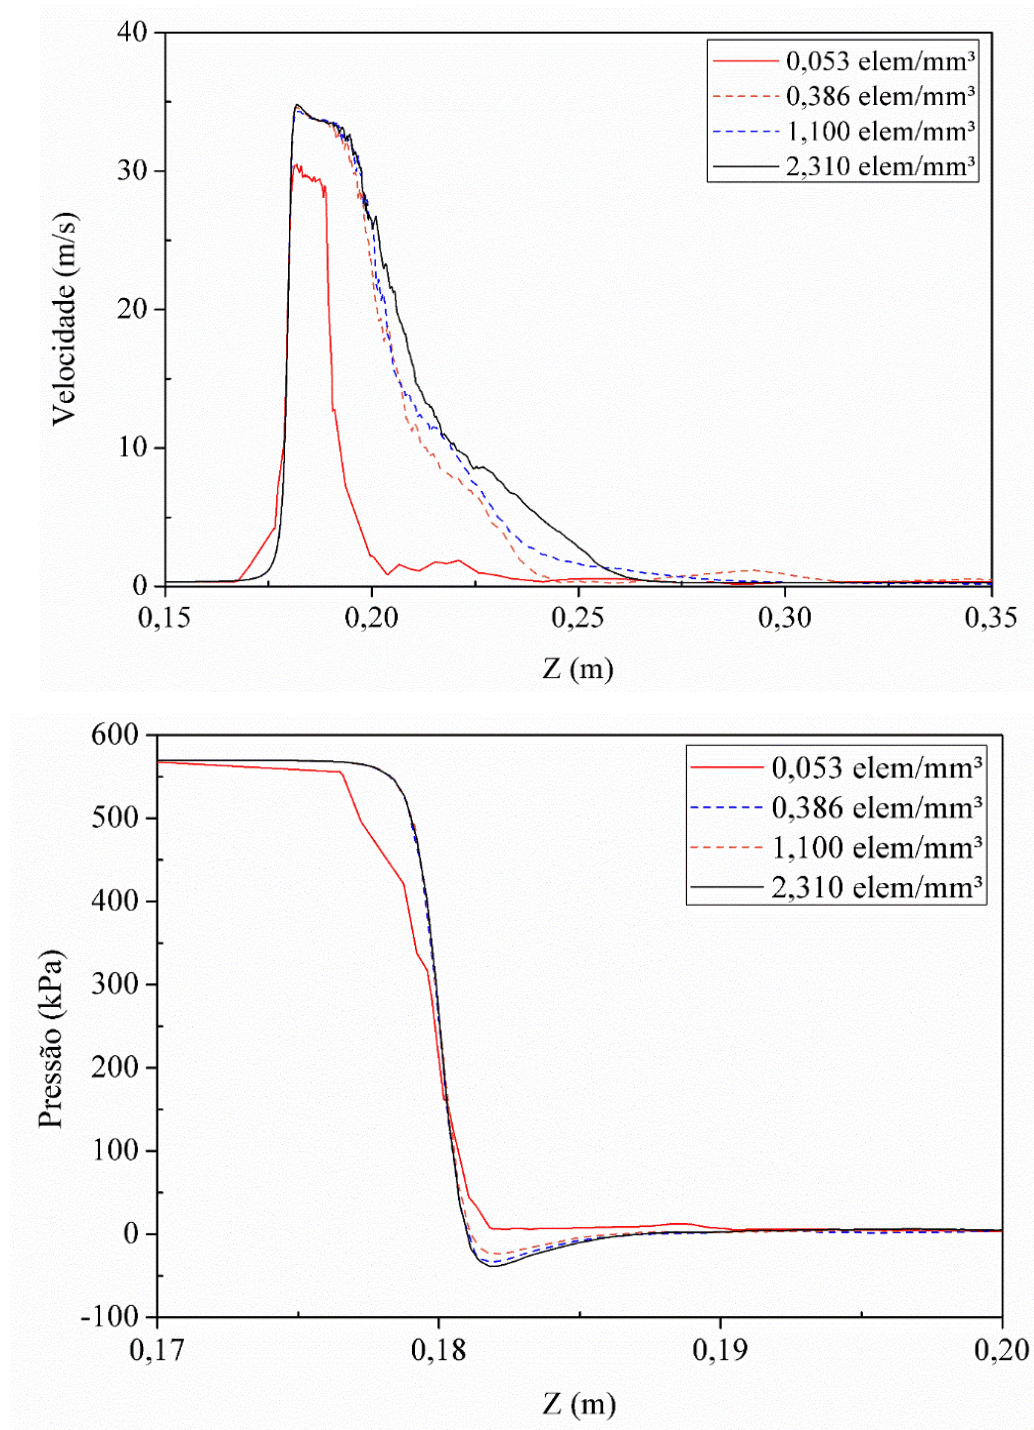 40
30
20
10
0
Velocidade (m/s)
0,053 elem/mm³
0,386 elem/mm³
1,100 elem/mm³
2,310 elem/mm³
0,15 0,20 0,25 0,30 0,35
Z (m)
600
500
400
300
200
100
0
-100
Pressão (kPa)
0,053 elem/mm³
0,386 elem/mm³
1,100 elem/mm³
2,310 elem/mm³
0,17 0,18 0,19 0,20
Z (m)